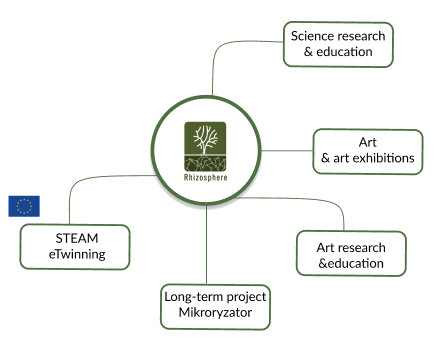 Science research
& education
Art
& art exhibitions
Rhizosphere
STEAM
eTwinning
Art research
&education
Long-term project
Mikroryzator